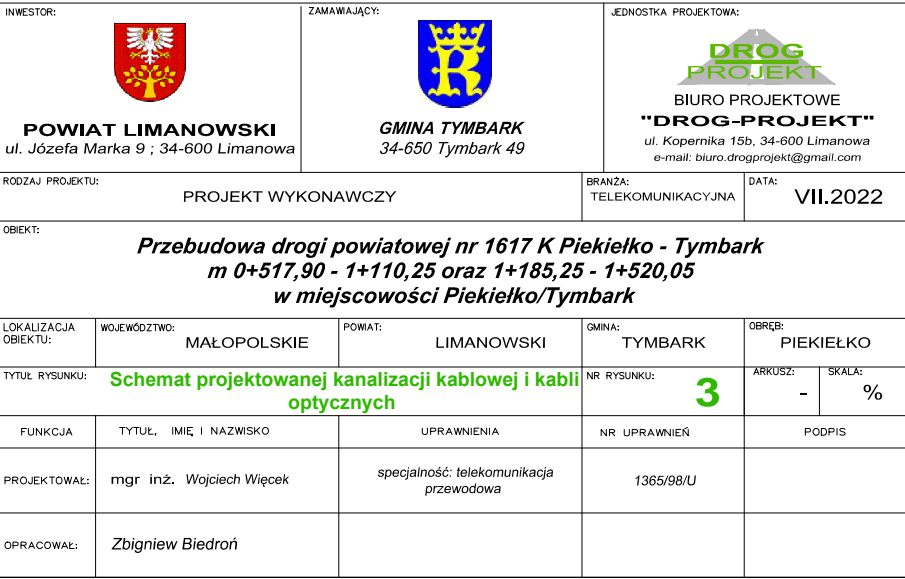 INWESTOR:
POWIAT LIMANOWSKI
ul. Józefa Marka 9 ; 34-600 Limanowa
ZAMAWIAJĄCY:
GMINA TYMBARK
34-650 Tymbark 49
JEDNOSTKA PROJEKTOWA:
DROG
PROJEKT
BIURO PROJEKTOWE
"DROG-PROJEKT"
ul. Kopernika 15b, 34-600 Limanowa
e-mail: biuro.drogprojekt@gmail.com
RODZAJ PROJEKTU:
PROJEKT WYKONAWCZY
BRANŻA:
TELEKOMUNIKACYJNA
DATA:
VII.2022
OBIEKT:
Przebudowa drogi powiatowej nr 1617 K Piekiełko - Tymbark
m 0+517,90 - 1+110,25 oraz 1+185,25 - 1+520,05
w miejscowości Piekiełko/Tymbark
LOKALIZACJA
OBIEKTU:
WOJEWÓDZTWO:
MAŁOPOLSKIE
POWIAT:
LIMANOWSKI
GMINA:
TYMBARK
OBRĘB:
PIEKIEŁKO
TYTUŁ RYSUNKU:
Schemat projektowanej kanalizacji kablowej i kabli
optycznych
NR RYSUNKU:
3
ARKUSZ:
-
SKALA:
%
FUNKCJA
TYTUŁ, IMIĘ I NAZWISKO
UPRAWNIENIA
NR UPRAWNIEŃ
PODPIS
PROJEKTOWAŁ:
mgr inż. Wojciech Więcek
specjalność: telekomunikacja
przewodowa
1365/98/U
OPRACOWAŁ:
Zbigniew Biedroń